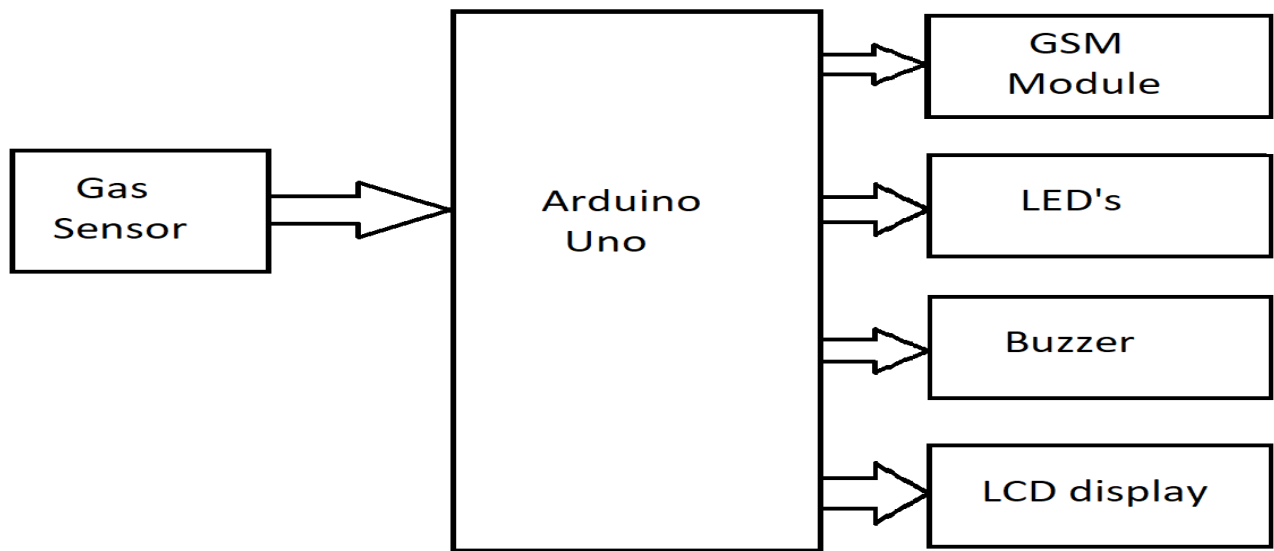 Gas
Sensor
Arduino
Uno
GSM
Module
LED's
Buzzer
LCD display